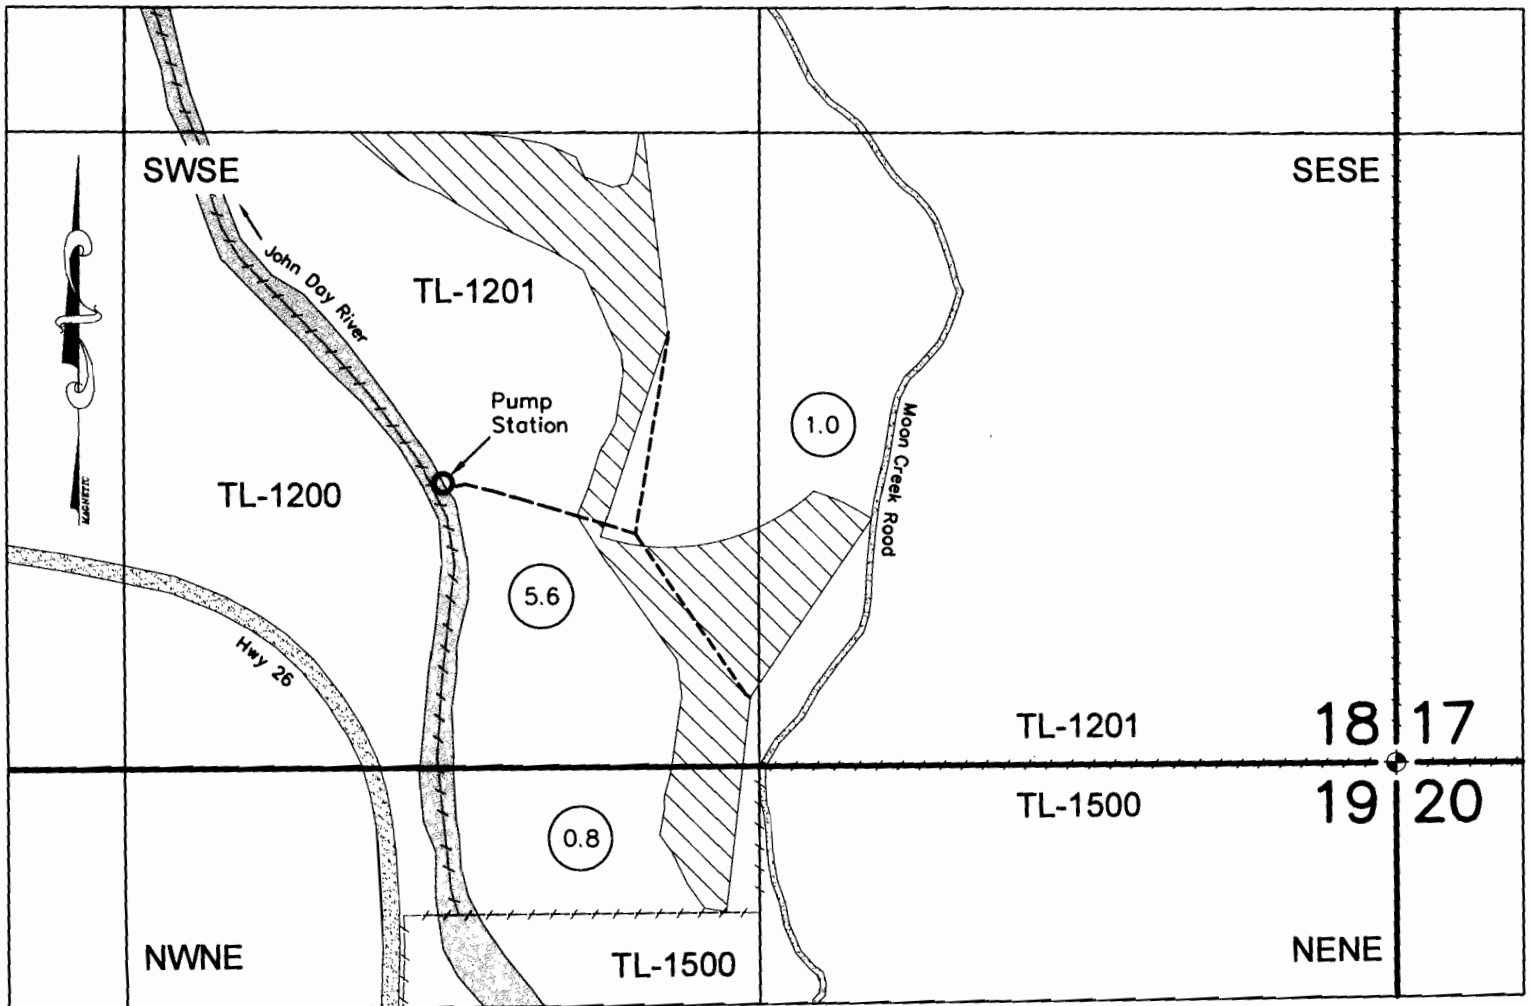 SWSE
SESE
John Day River
TL-1201
Pump
Station
1.0
Moon Creek Road
TL-1200
MAGNETIC
5.6
Hwy 26
TL-1201
18
17
TL-1500
19
20
0.8
NWNE
TL-1500
NENE